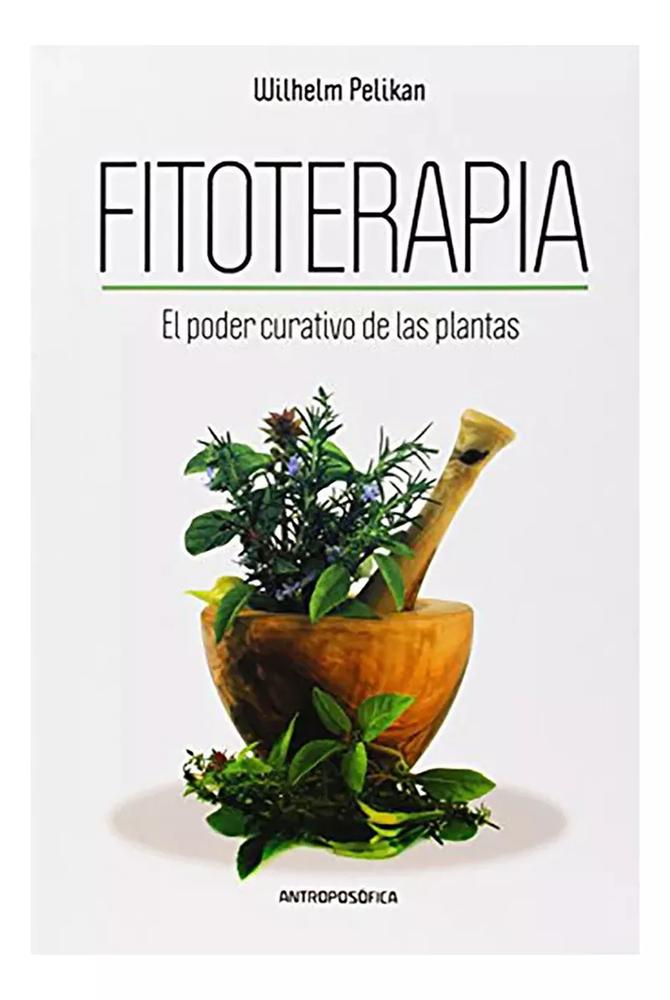 Wilhelm Pelikan
FITOTERAPIA
El poder curativo de las plantas
ANTROPOSÓFICA